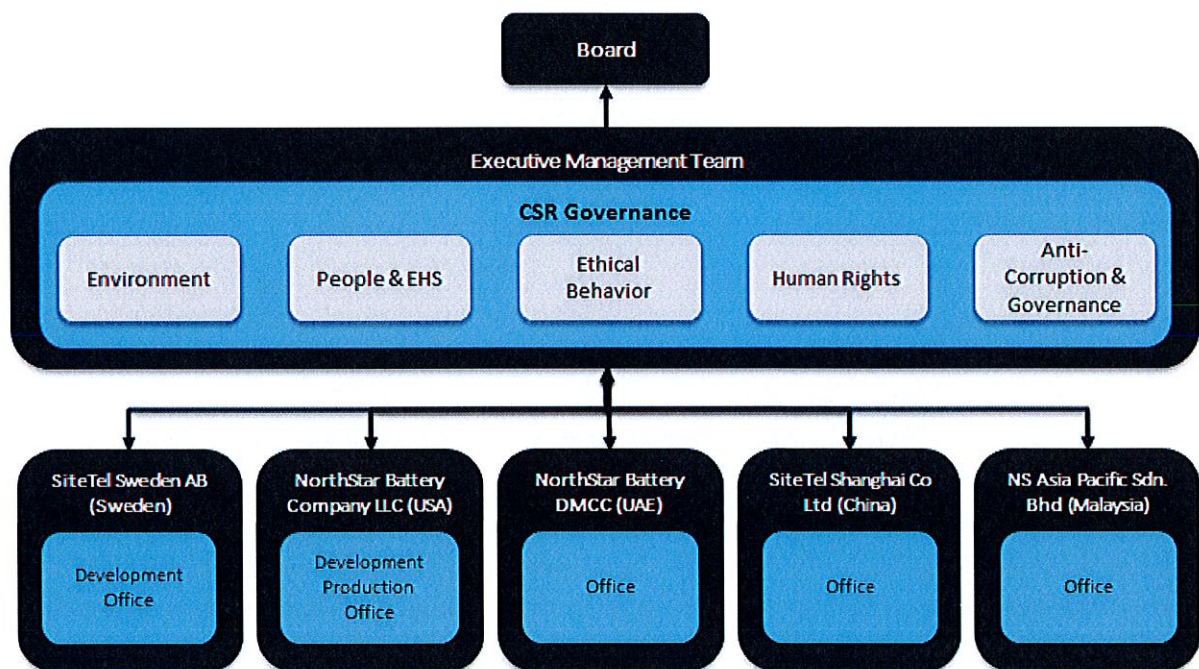 Board
Executive Management Team
CSR Governance
Environment
People & EHS
Ethical
Behavior
Human Rights
Anti-
Corruption &
Governance
SiteTel Sweden AB
(Sweden)
Development
Office
NorthStar Battery
Company LLC (USA)
Development
Production
Office
NorthStar Battery
DMCC (UAE)
Office
SiteTel Shanghai Co
Ltd (China)
Office
NS Asia Pacific Sdn.
Bhd (Malaysia)
Office